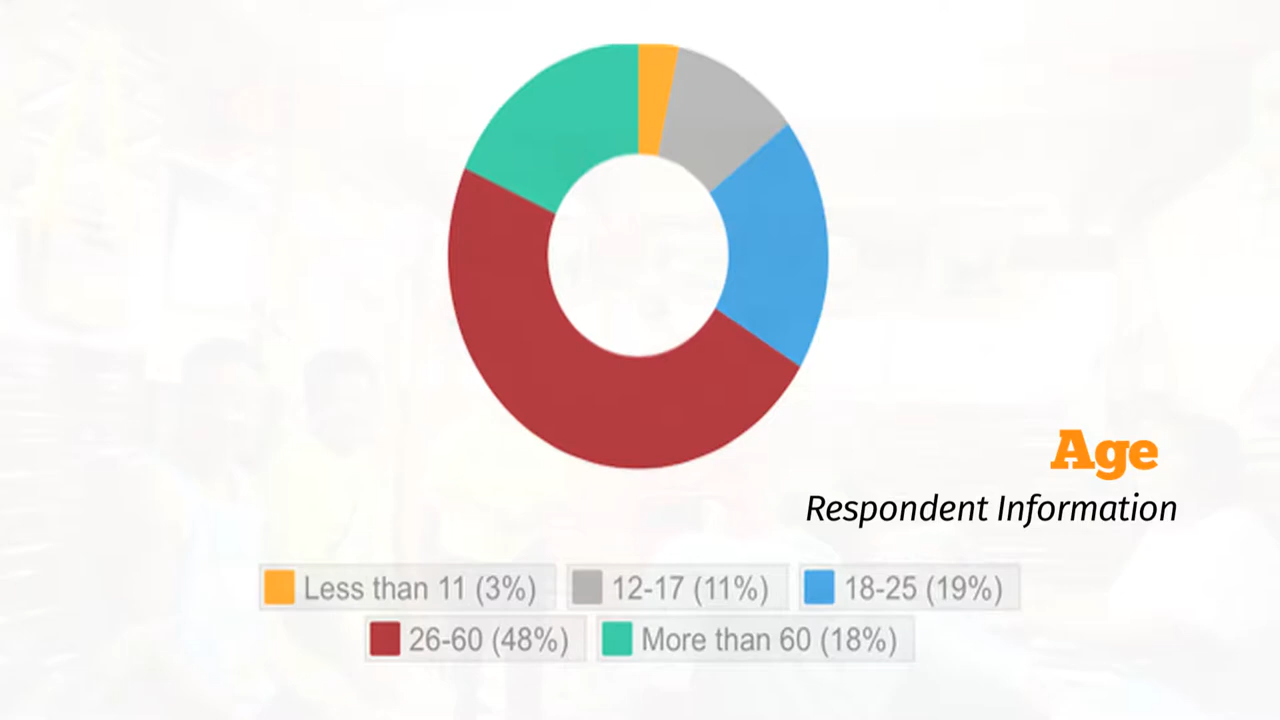 Age
Respondent Information
Less than 11 (3%) 12-17 (11%) 18-25 (19%)
26-60 (48%) More than 60 (18%)